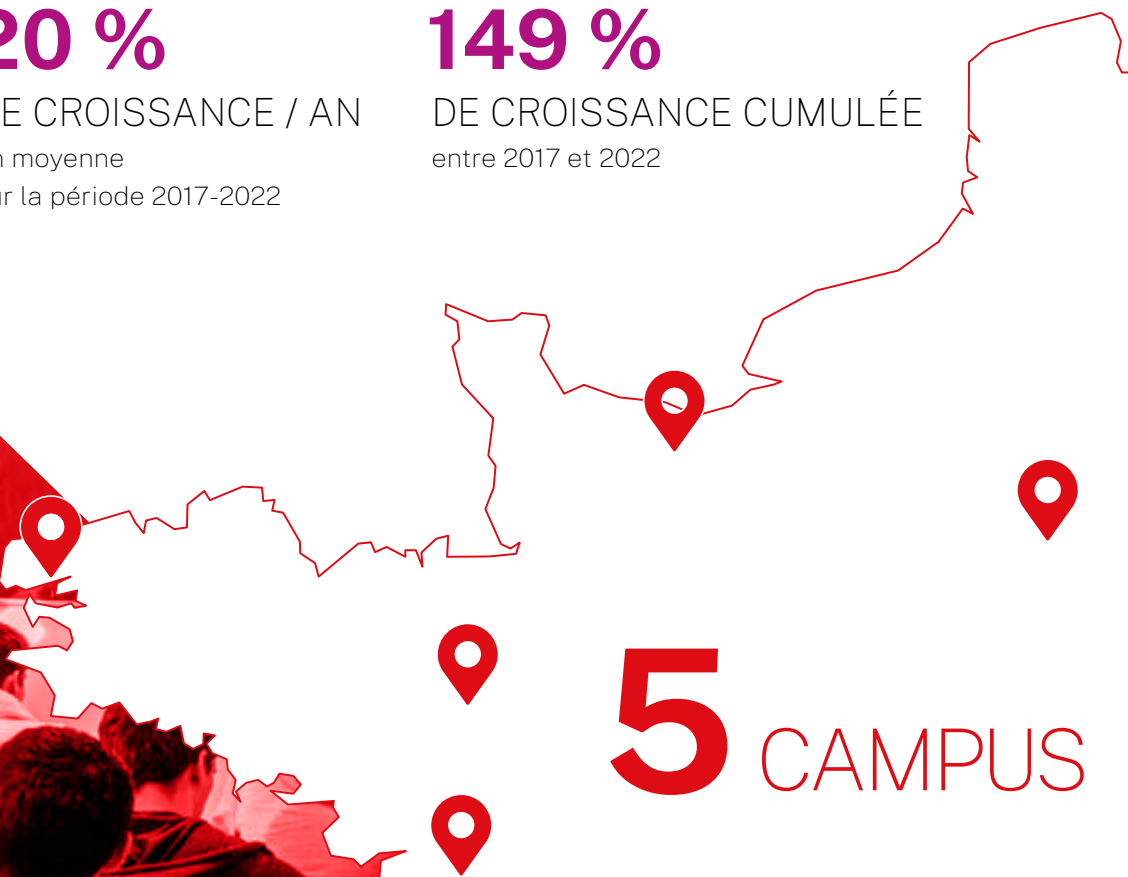 20 %
E CROISSANCE / AN
n moyenne
r la période 2017-2022
149 %
DE CROISSANCE CUMULÉE
entre 2017 et 2022
5 CAMPUS